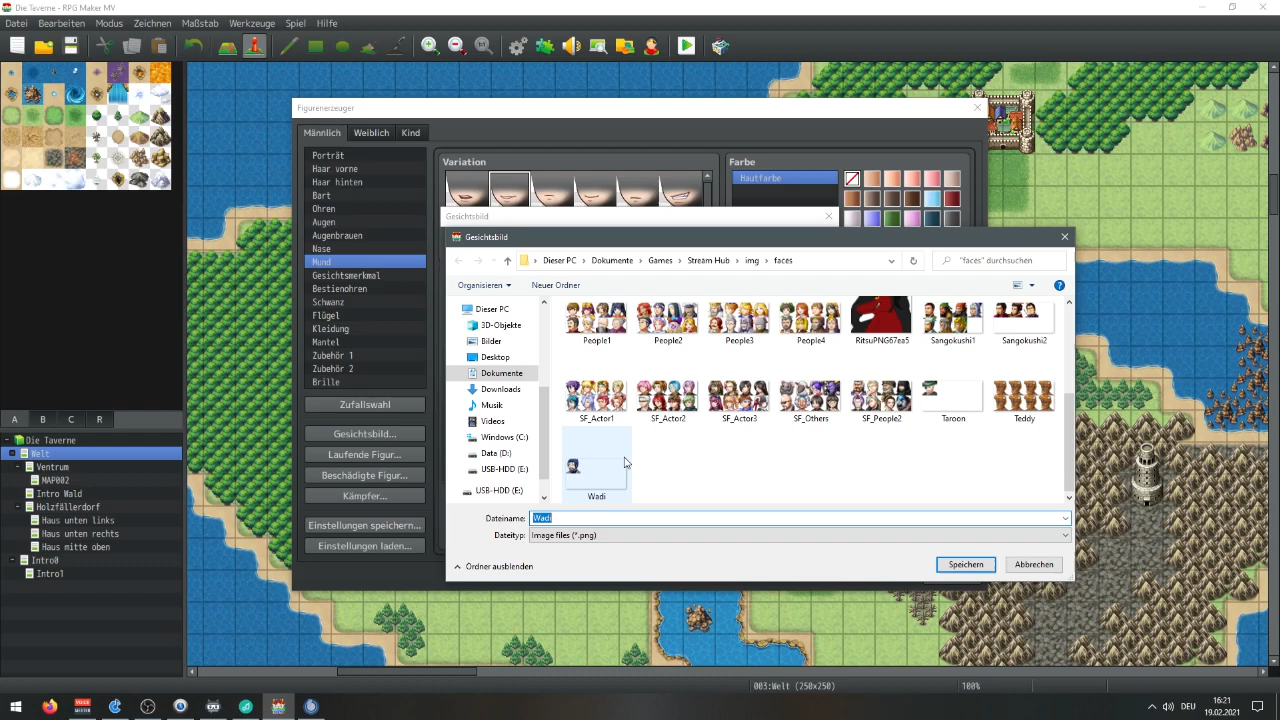 Die Taverne - RPG Maker MV
Datei Bearbeiten Modus Zeichnen Maßstab Werkzeuge Spiel Hilfe
Figurenerzeuger
Männlich Weiblich Kind
Porträt
Haar vorne
Haar hinten
Bart
Ohren
Augen
Augenbrauen
Nase
Mund
Gesichtsmerkmal
Bestienohren
Schwanz
Flügel
Kleidung
Mantel
Zubehör 1
Zubehör 2
Brille
Zufallswahl
Gesichtsbild...
Laufende Figur...
Beschädigte Figur...
Kämpfer...
Einstellungen speichern...
Einstellungen laden...
Variation
Farbe
Hautfarbe
Gesichtsbild
Gesichtsbild
Dieser PC Dokumente Games Stream Hub img faces
"faces" durchsuchen
Organisieren Neuer Ordner
Dieser PC
3D-Objekte
Bilder
Desktop
Dokumente
Downloads
Musik
Videos
Windows (C:)
Data (D:)
USB-HDD (E:)
USB-HDD (E:)
People1 People2 People3 People4 RitsuPNG67ea5 Sangokushi1 Sangokushi2
SF_Actor1 SF_Actor2 SF_Actor3 SF_Others SF_People2 Taroon Teddy
Wadi
Dateiname: Wadi
Dateityp: Image files (*.png)
Ordner ausblenden
Speichern Abbrechen
A B C R
Die Taverne
Welt
Ventrum
MAP002
Intro Wald
Holzfällerdorf
Haus unten links
Haus unten rechts
Haus mitte oben
Intro0
Intro1
003:Welt (250x250) 100%
DEU
16:21
19.02.2021